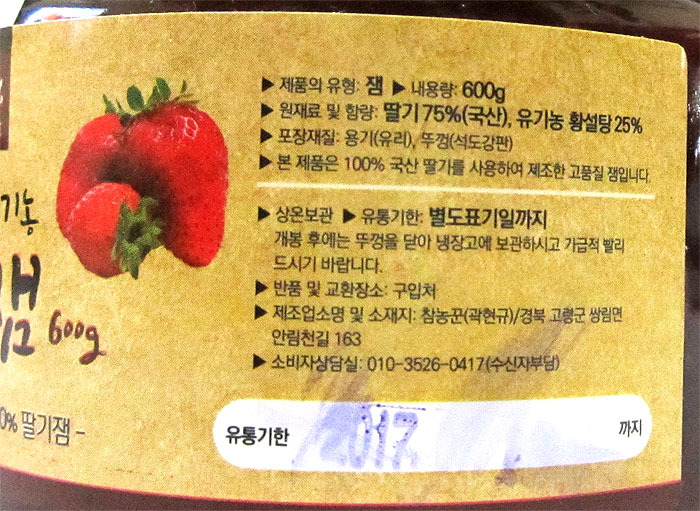 ▶ 제품의 유형: 잼 ▶ 내용량: 600g
▶ 원재료 및 함량: 딸기 75%(국산), 유기농 황설탕 25%
▶ 포장재질: 용기(유리), 뚜껑(석도강판)
▶ 본 제품은 100% 국산 딸기를 사용하여 제조한 고품질 잼입니다.
▶ 상온보관 ▶ 유통기한: 별도표기일까지
개봉 후에는 뚜껑을 닫아 냉장고에 보관하시고 가급적 빨리
드시기 바랍니다.
▶ 반품 및 교환장소: 구입처
▶ 제조업소명 및 소재지: 참농꾼(곽현규)/경북 고령군 쌍림면
안림천길 163
▶ 소비자상담실: 010-3526-0417(수신자부담)
기농
잼 600g
0% 딸기잼 -
유통기한 2017. 까지